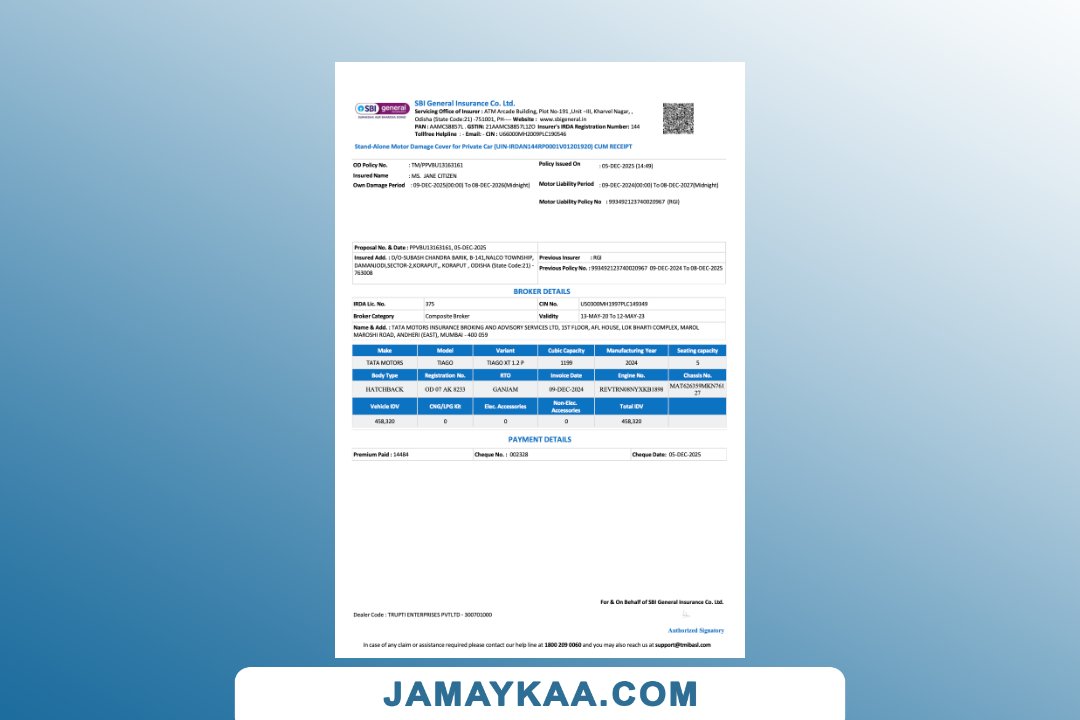 SBI general
SBI General Insurance Co. Ltd.
Servicing Office of Insurer : ATM Arcade Building, Plot No-191 ,Unit –III, Kharvel Nagar, ,
Odisha (State Code:21) -751001, PH---- Website : www.sbigeneral.in
PAN : AAMCS8857L . GSTIN: 21AAMCS8857L1ZO Insurer's IRDA Registration Number: 144
Tollfree Helpline : - Email: - CIN : U66000MH2009PLC190546
Stand-Alone Motor Damage Cover for Private Car (UIN-IRDAN144RP0001V01201920) CUM RECEIPT
OD Policy No. : TM/PPVBU13163161 Policy Issued On : 05-DEC-2025 (14:49)
Insured Name : MS. JANE CITIZEN
Own Damage Period : 09-DEC-2025(00:00) To 08-DEC-2026(Midnight) Motor Liability Period : 09-DEC-2024(00:00) To 08-DEC-2027(Midnight)
Motor Liability Policy No : 993492123740020967 (RGI)
Proposal No. & Date : PPVBU13163161, 05-DEC-2025
Insured Add. : D/O-SUBASH CHANDRA BARIK, B-141,NALCO TOWNSHIP, Previous Insurer : RGI
DAMANJODI,SECTOR-2,KORAPUT,, KORAPUT , ODISHA (State Code:21) - Previous Policy No. : 993492123740020967 09-DEC-2024 To 08-DEC-2025
763008
BROKER DETAILS
IRDA Lic. No. 375 CIN No. U50300MH1997PLC149349
Broker Category Composite Broker Validity 13-MAY-20 To 12-MAY-23
Name & Add. : TATA MOTORS INSURANCE BROKING AND ADVISORY SERVICES LTD, 1ST FLOOR, AFL HOUSE, LOK BHARTI COMPLEX, MAROL
MAROSHI ROAD, ANDHERI (EAST), MUMBAI - 400 059
Make Model Variant Cubic Capacity Manufacturing Year Seating capacity
TATA MOTORS TIAGO TIAGO XT 1.2 P 1199 2024 5
Body Type Registration No. RTO Invoice Date Engine No. Chassis No.
HATCHBACK OD 07 AK 8253 GANJAM 09-DEC-2024 REVTRN08NYXKB1898 MAT626359MKN761
27
Vehicle IDV CNG/LPG Kit Elec. Accessories Non-Elec. Accessories Total IDV
458,320 0 0 0 458,320
PAYMENT DETAILS
Premium Paid : 14484 Cheque No. : 002328 Cheque Date: 05-DEC-2025
For & On Behalf of SBI General Insurance Co. Ltd.
Dealer Code : TRUPTI ENTERPRISES PVTLTD - 300701000
Authorized Signatory
In case of any claim or assistance required please contact our help line at 1800 209 0060 and you may also reach us at support@tmibasl.com
JAMAYKAA.COM